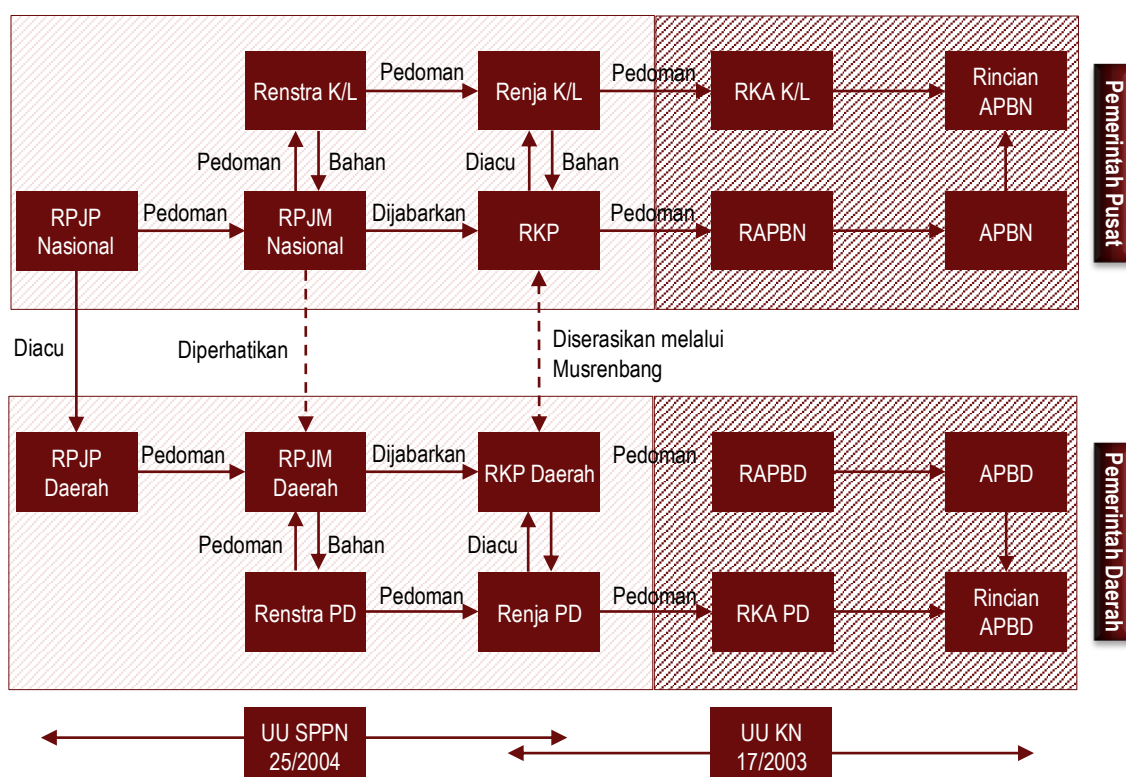 Renstra K/L
Pedoman
Renja K/L
Pedoman
RKA K/L
Rincian
APBN
Pedoman
Bahan
Diacu
Bahan
RPJP
Nasional
Pedoman
RPJM
Nasional
Dijabarkan
RKP
Pedoman
RAPBN
APBN
Pemerintah Pusat
Diacu
Diperhatikan
Diserasikan melalui
Musrenbang
RPJP
Daerah
Pedoman
RPJM
Daerah
Dijabarkan
RKP Daerah
Pedoman
RAPBD
APBD
Pedoman
Bahan
Diacu
Renstra PD
Pedoman
Renja PD
Pedoman
RKA PD
Rincian
APBD
Pemerintah Daerah
UU SPPN
25/2004
UU KN
17/2003